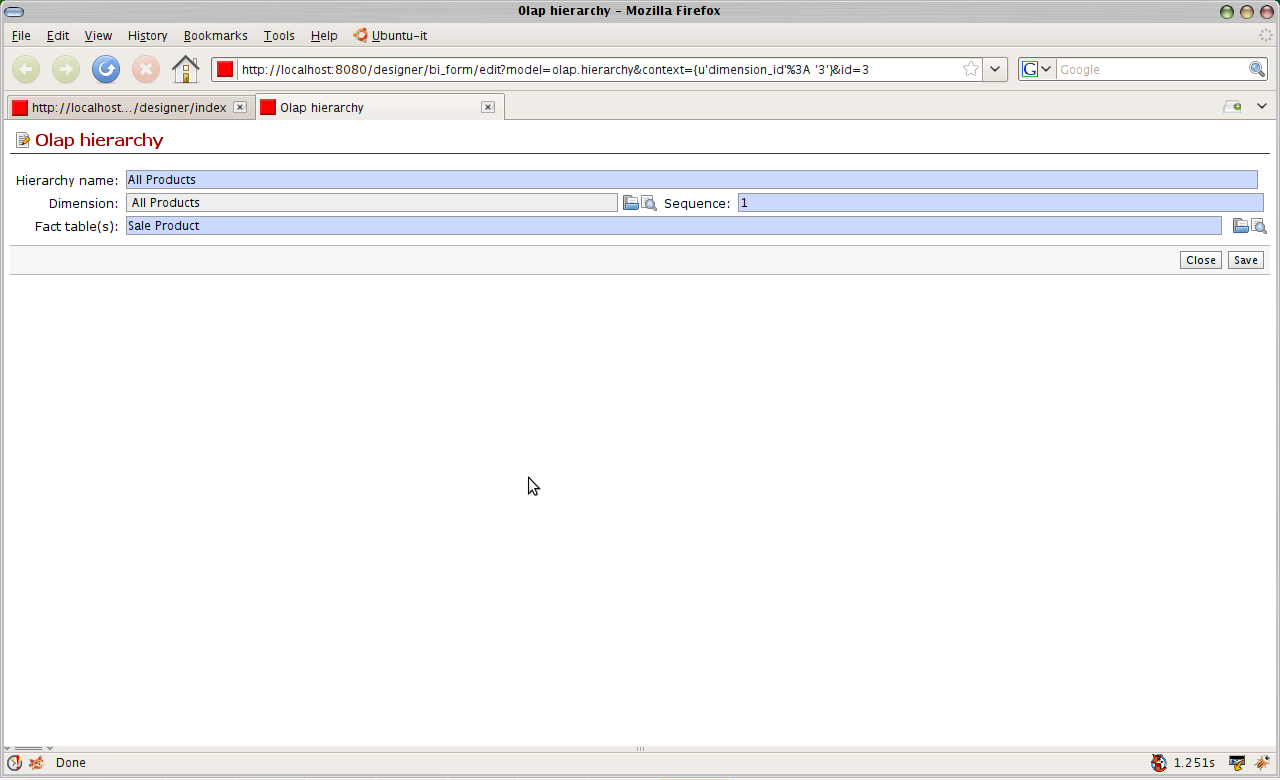 Olap hierarchy - Mozilla Firefox
File Edit View History Bookmarks Tools Help Ubuntu-it
http://localhost:8080/designer/bi_form/edit?model=olap.hierarchy&context={u'dimension_id'%3A '3'}&id=3 G Google
http://localhost.../designer/index Olap hierarchy
Olap hierarchy
Hierarchy name: All Products
Dimension: All Products Sequence: 1
Fact table(s): Sale Product
Close Save
Done 1.251s